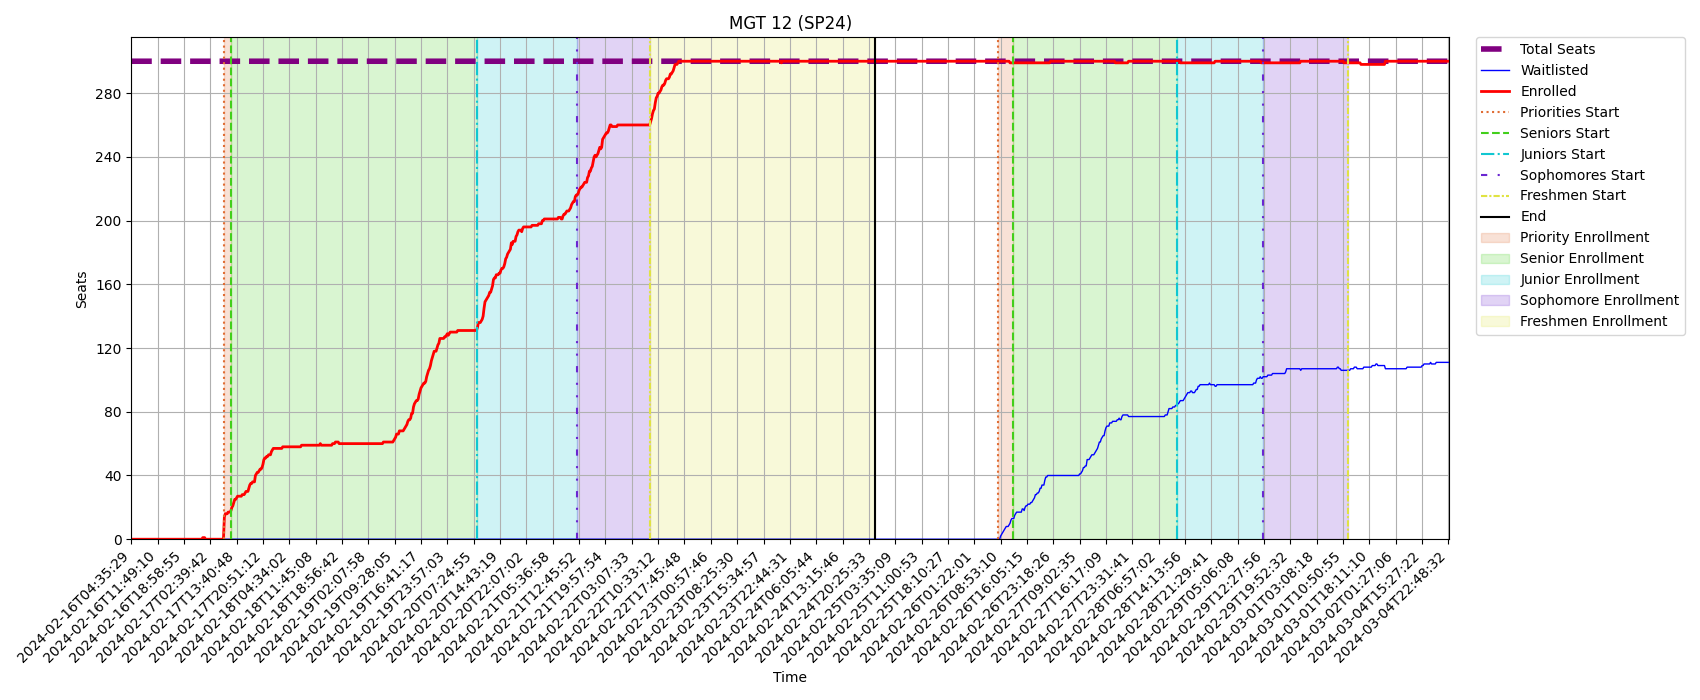 MGT 12 (SP24)
Seats
280
240
200
160
120
80
40
0
2024-02-16T04:35:29
2024-02-16T11:49:10
2024-02-16T18:58:55
2024-02-17T02:39:42
2024-02-17T13:40:48
2024-02-17T20:51:12
2024-02-18T04:34:02
2024-02-18T11:45:08
2024-02-18T18:56:42
2024-02-19T02:07:58
2024-02-19T09:28:05
2024-02-19T16:41:17
2024-02-19T23:57:03
2024-02-20T07:24:55
2024-02-20T14:43:19
2024-02-20T22:07:02
2024-02-21T05:36:58
2024-02-21T12:45:52
2024-02-21T19:57:54
2024-02-22T03:07:33
2024-02-22T10:33:12
2024-02-22T17:45:48
2024-02-23T00:57:46
2024-02-23T08:25:30
2024-02-23T15:34:57
2024-02-23T22:44:31
2024-02-24T06:05:44
2024-02-24T13:15:46
2024-02-24T20:25:33
2024-02-25T03:35:09
2024-02-25T11:00:53
2024-02-25T18:10:27
2024-02-26T01:22:01
2024-02-26T08:53:10
2024-02-26T16:05:15
2024-02-26T23:18:26
2024-02-27T09:02:35
2024-02-27T16:17:09
2024-02-27T23:31:41
2024-02-28T06:57:02
2024-02-28T14:13:56
2024-02-28T21:29:41
2024-02-29T05:06:08
2024-02-29T12:27:56
2024-02-29T19:52:32
2024-03-01T03:08:18
2024-03-01T10:50:55
2024-03-01T18:11:10
2024-03-02T01:27:06
2024-03-04T15:27:22
2024-03-04T22:48:32
Time
Total Seats
Waitlisted
Enrolled
Priorities Start
Seniors Start
Juniors Start
Sophomores Start
Freshmen Start
End
Priority Enrollment
Senior Enrollment
Junior Enrollment
Sophomore Enrollment
Freshmen Enrollment